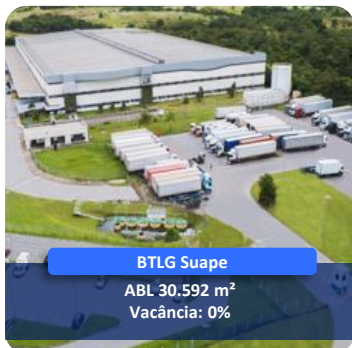 BTLG Suape
ABL 30.592 m²
Vacância: 0%